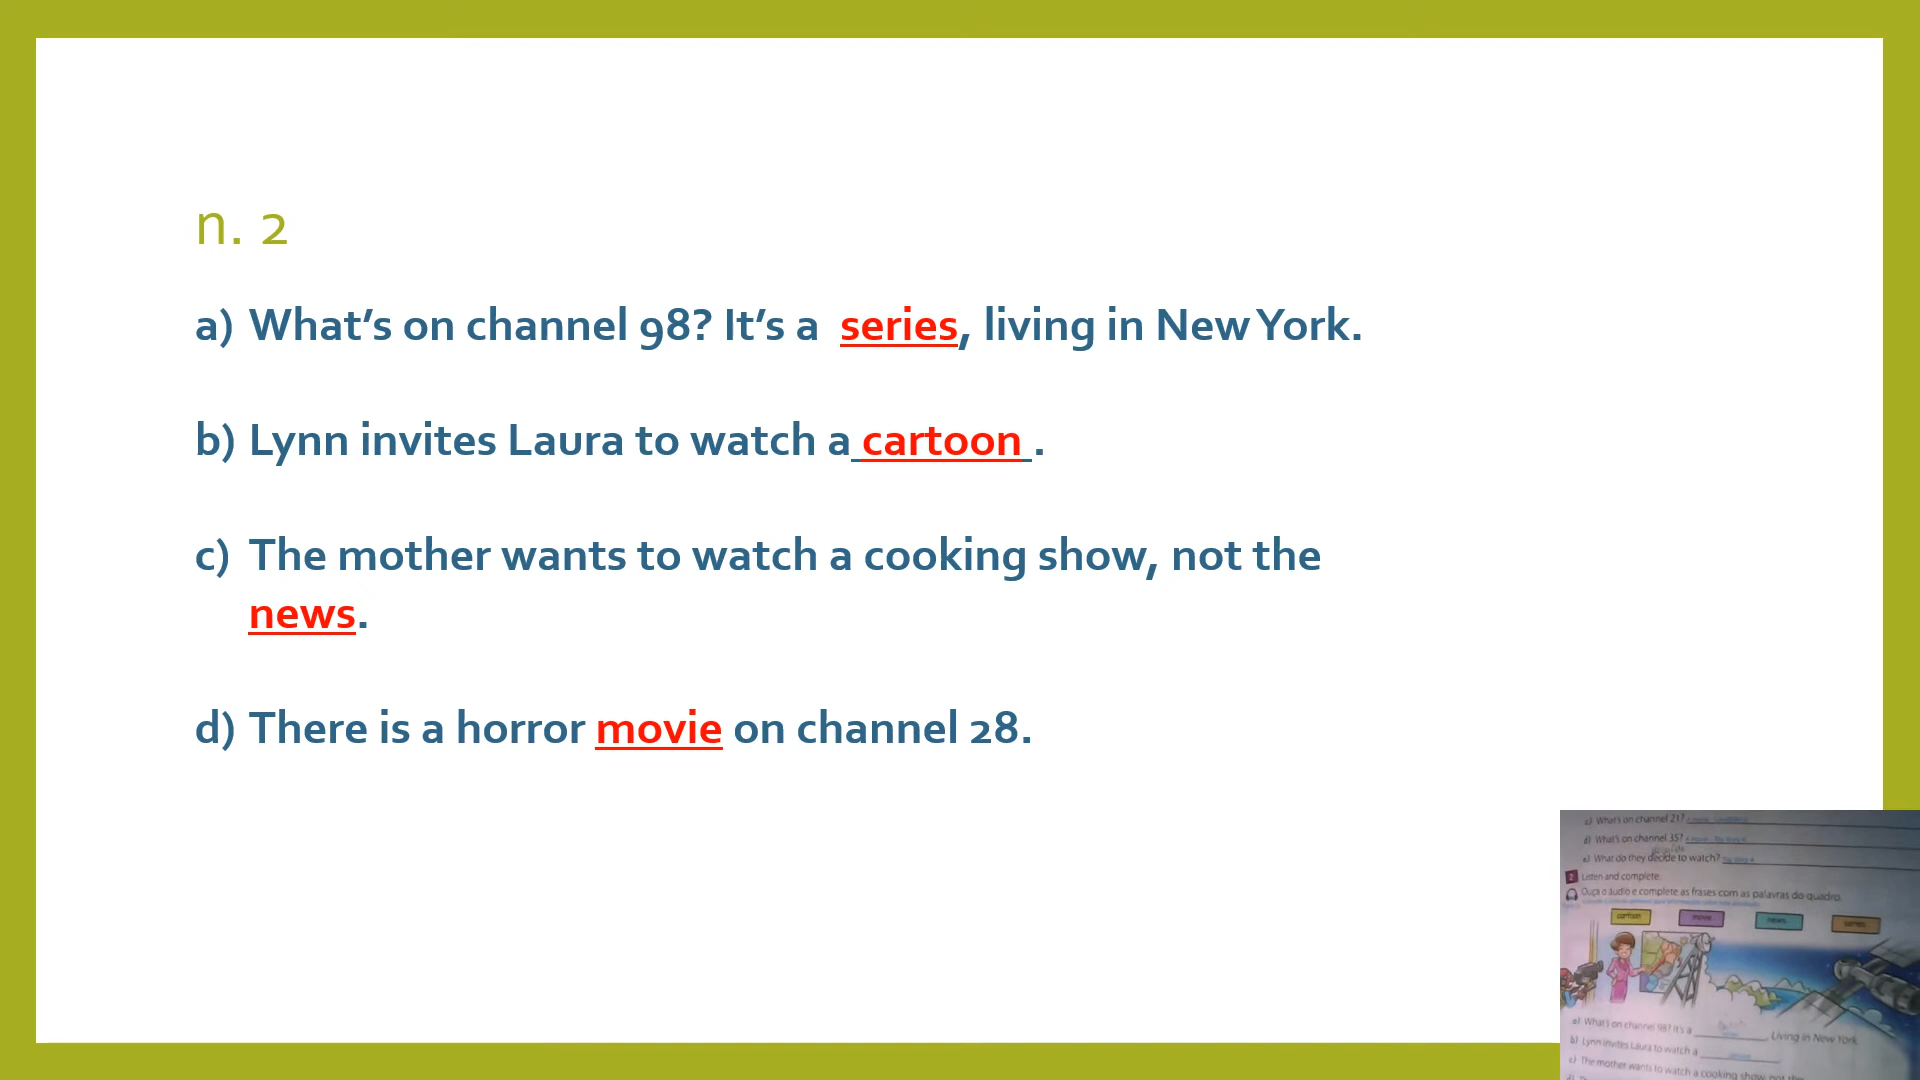 n. 2
a) What’s on channel 98? It’s a series, living in New York.
b) Lynn invites Laura to watch a cartoon .
c) The mother wants to watch a cooking show, not the
news.
d) There is a horror movie on channel 28.
c) What's on channel 21?
d) What's on channel 35?
e) What do they decide to watch?
2 Listen and complete.
Ouça o áudio e complete as frases com as palavras do quadro.
cartoon movie news series
a) What's on channel 98? It's a , Living in New York.
b) Lynn invites Laura to watch a
c) The mother wants to watch a cooking show, not the